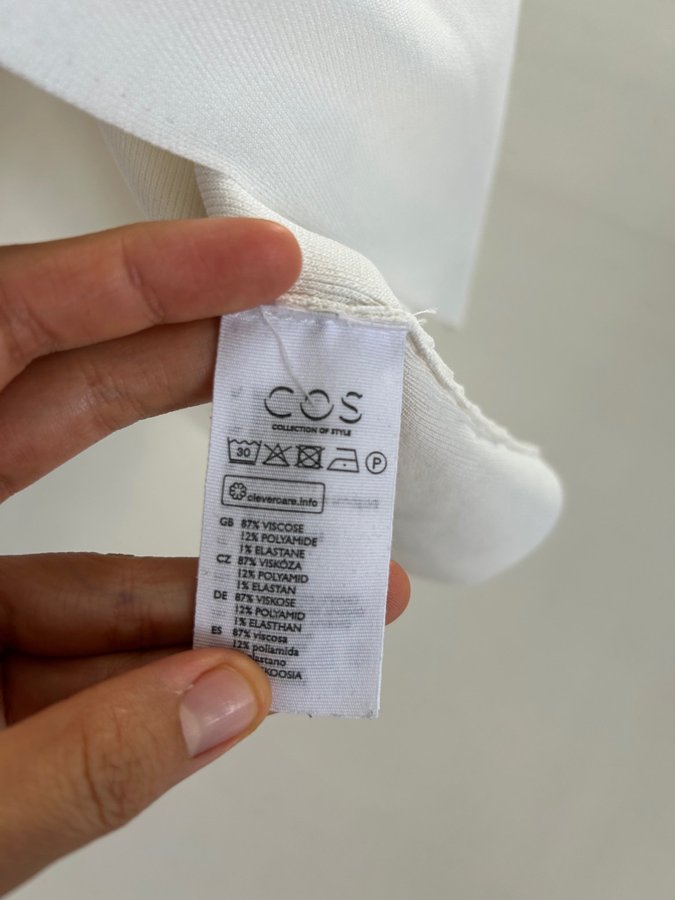 COS
COLLECTION OF STYLE
30 P
clevercare.info
GB 87% VISCOSE
12% POLYAMIDE
1% ELASTANE
CZ 87% VISKÓZA
12% POLYAMID
1% ELASTAN
DE 87% VISKOSE
12% POLYAMID
1% ELASTHAN
ES 87% viscosa
12% poliamida